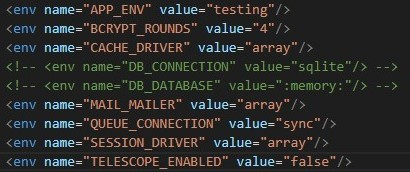 <env name="APP_ENV" value="testing"/>
<env name="BCRYPT_ROUNDS" value="4"/>
<env name="CACHE_DRIVER" value="array"/>
<!-- <env name="DB_CONNECTION" value="sqlite"/> -->
<!-- <env name="DB_DATABASE" value=":memory:"/> -->
<env name="MAIL_MAILER" value="array"/>
<env name="QUEUE_CONNECTION" value="sync"/>
<env name="SESSION_DRIVER" value="array"/>
<env name="TELESCOPE_ENABLED" value="false"/>